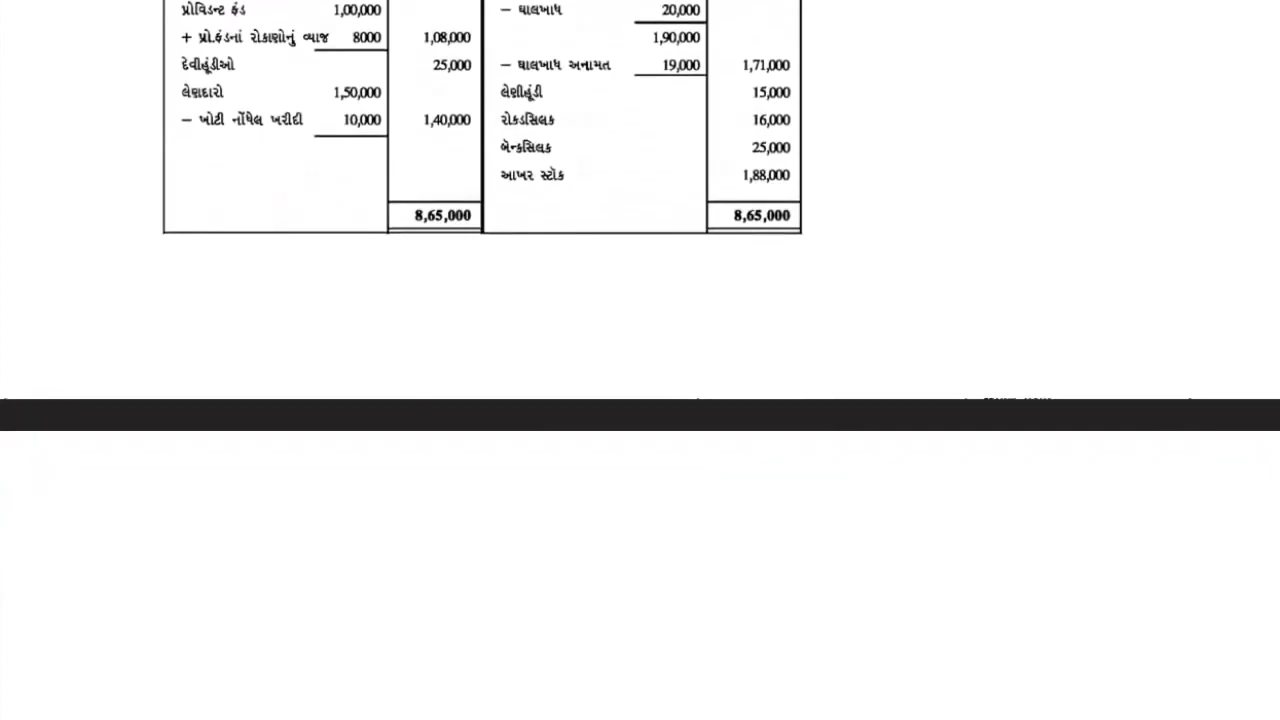 પ્રોવિડન્ટ ફંડ 1,00,000
+ પ્રો.ફંડનાં રોકાણોનું વ્યાજ 8000 1,08,000
દેવીહૂંડીઓ 25,000
લેણદારો 1,50,000
− ખોટી નોંધેલ ખરીદી 10,000 1,40,000
8,65,000
− ઘાલખાધ 20,000
1,90,000
− ઘાલખાધ અનામત 19,000 1,71,000
લેણીહૂંડી 15,000
રોકડસિલક 16,000
બૅન્કસિલક 25,000
આખર સ્ટૉક 1,88,000
8,65,000